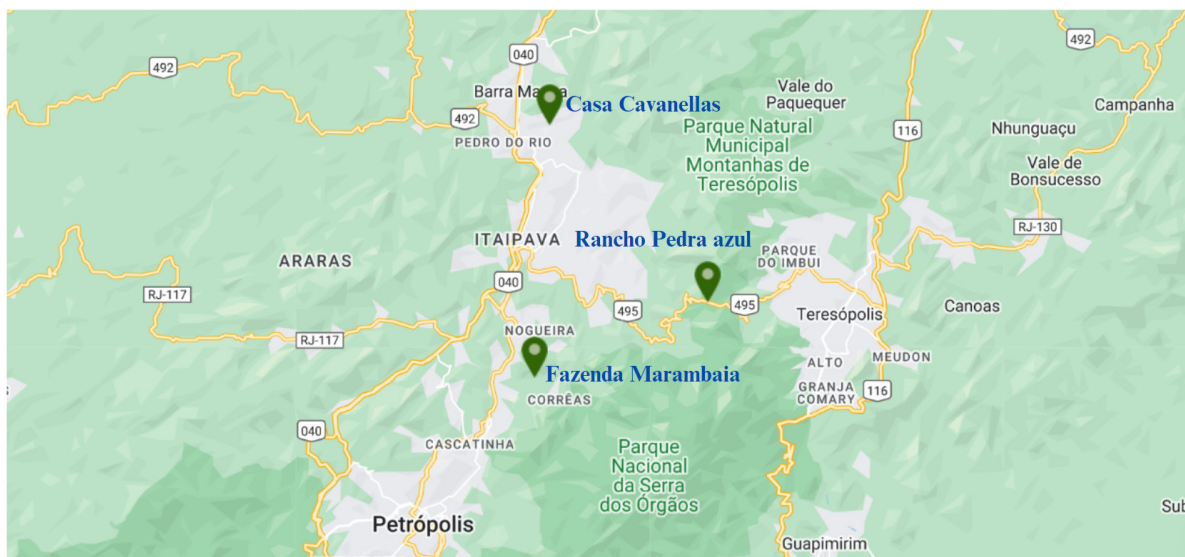 040
492
492
Barra Mansa
Casa Cavanellas
Vale do
Paquequer
Campanha
492
PEDRO DO RIO
Parque Natural
Municipal
Montanhas de
Teresópolis
116
Nhunguaçu
Vale de
Bonsucesso
RJ-130
ITAIPAVA
Rancho Pedra azul
PARQUE
DO IMBUI
ARARAS
040
RJ-117
495
495
Teresópolis
Canoas
NOGUEIRA
RJ-117
Fazenda Marambaia
ALTO
MEUDON
GRANJA
COMARY
116
CORRÊAS
040
CASCATINHA
Parque
Nacional
da Serra
dos Órgãos
Petrópolis
Guapimirim
Sub